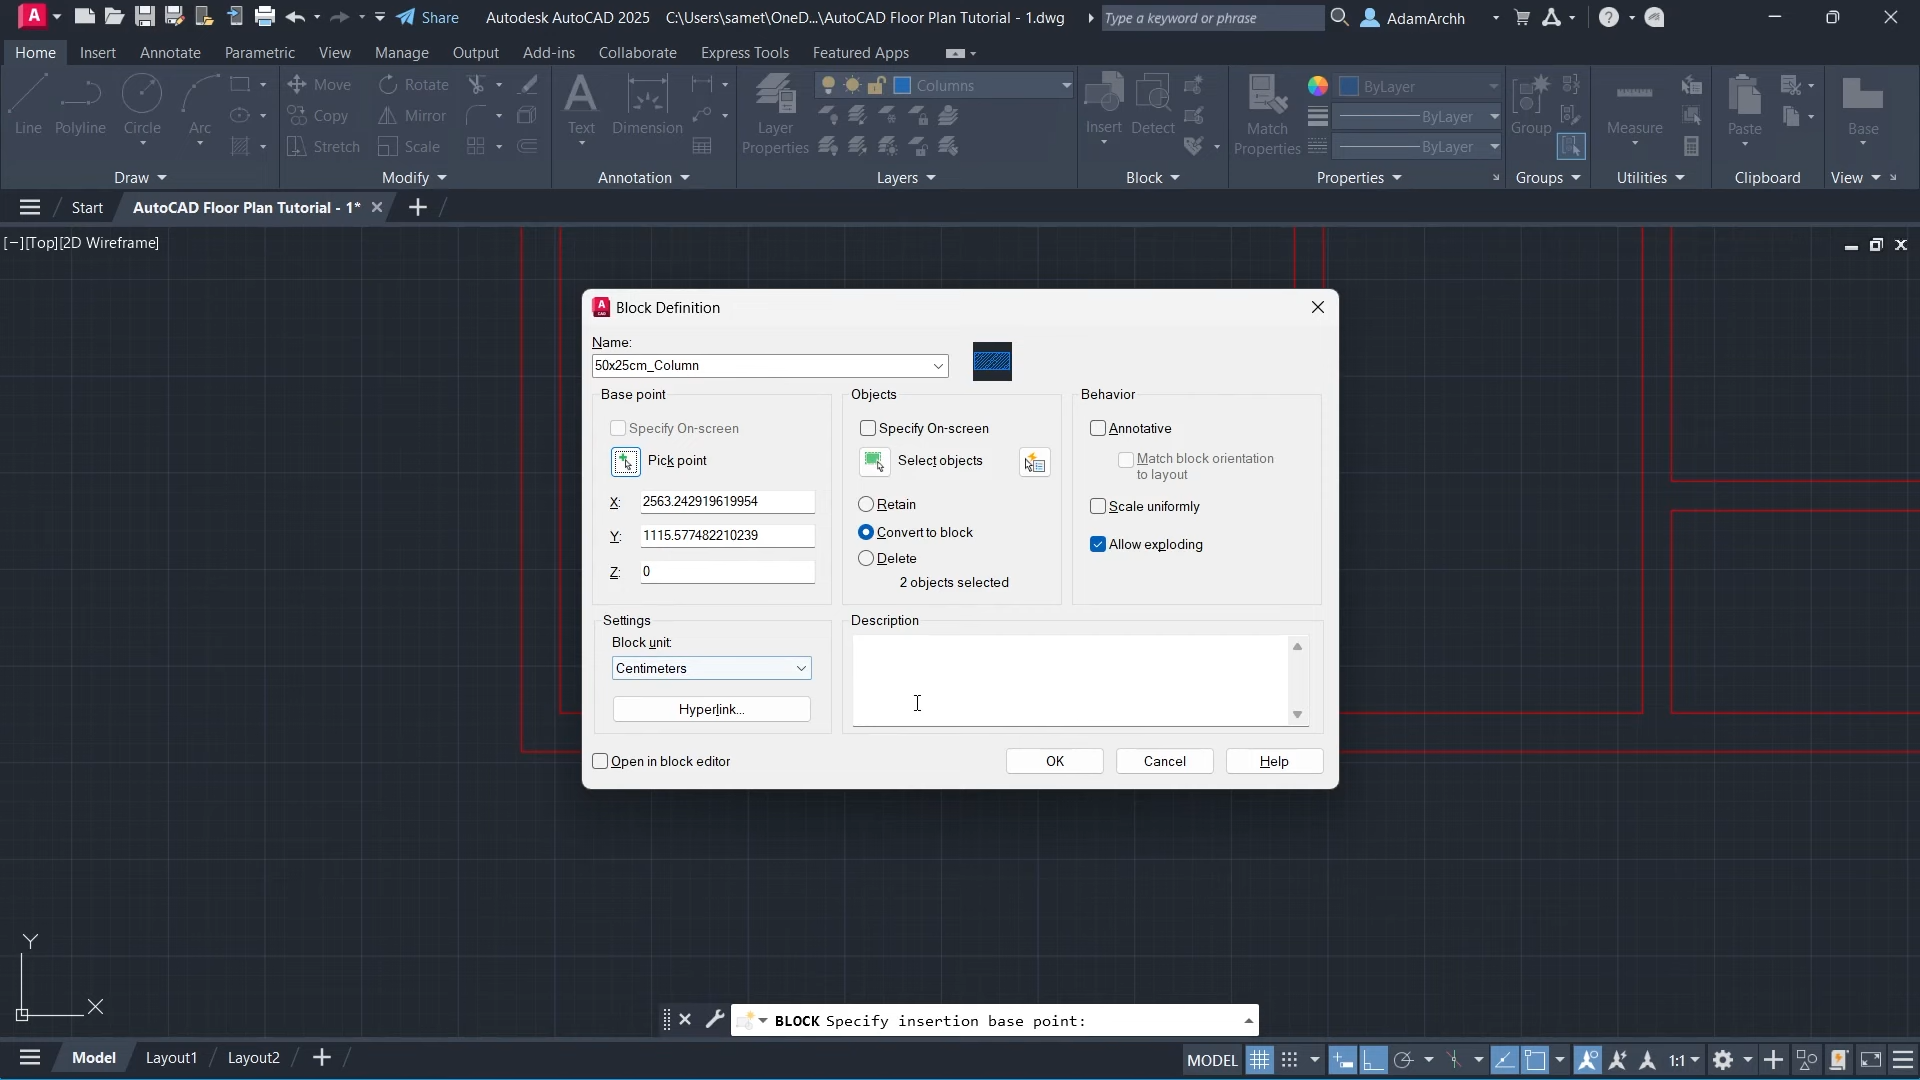 Share
Autodesk AutoCAD 2025 C:\Users\samet\OneD...\AutoCAD Floor Plan Tutorial - 1.dwg
Type a keyword or phrase
AdamArchh
Home Insert Annotate Parametric View Manage Output Add-ins Collaborate Express Tools Featured Apps
Line Polyline Circle Arc
Move Rotate
Copy Mirror
Stretch Scale
Text Dimension
Layer Properties
Columns
Insert Detect
Match Properties
ByLayer
ByLayer
ByLayer
Group
Measure
Paste
Base
Draw Modify Annotation Layers Block Properties Groups Utilities Clipboard View
Start AutoCAD Floor Plan Tutorial - 1*
[−][Top][2D Wireframe]
Block Definition
Name:
50x25cm_Column
Base point
Specify On-screen
Pick point
X: 2563.242919619954
Y: 1115.577482210239
Z: 0
Objects
Specify On-screen
Select objects
Retain
Convert to block
Delete
2 objects selected
Behavior
Annotative
Match block orientation
to layout
Scale uniformly
Allow exploding
Settings
Block unit:
Centimeters
Hyperlink...
Description
Open in block editor
OK Cancel Help
Y
X
BLOCK Specify insertion base point:
Model Layout1 Layout2
MODEL
1:1